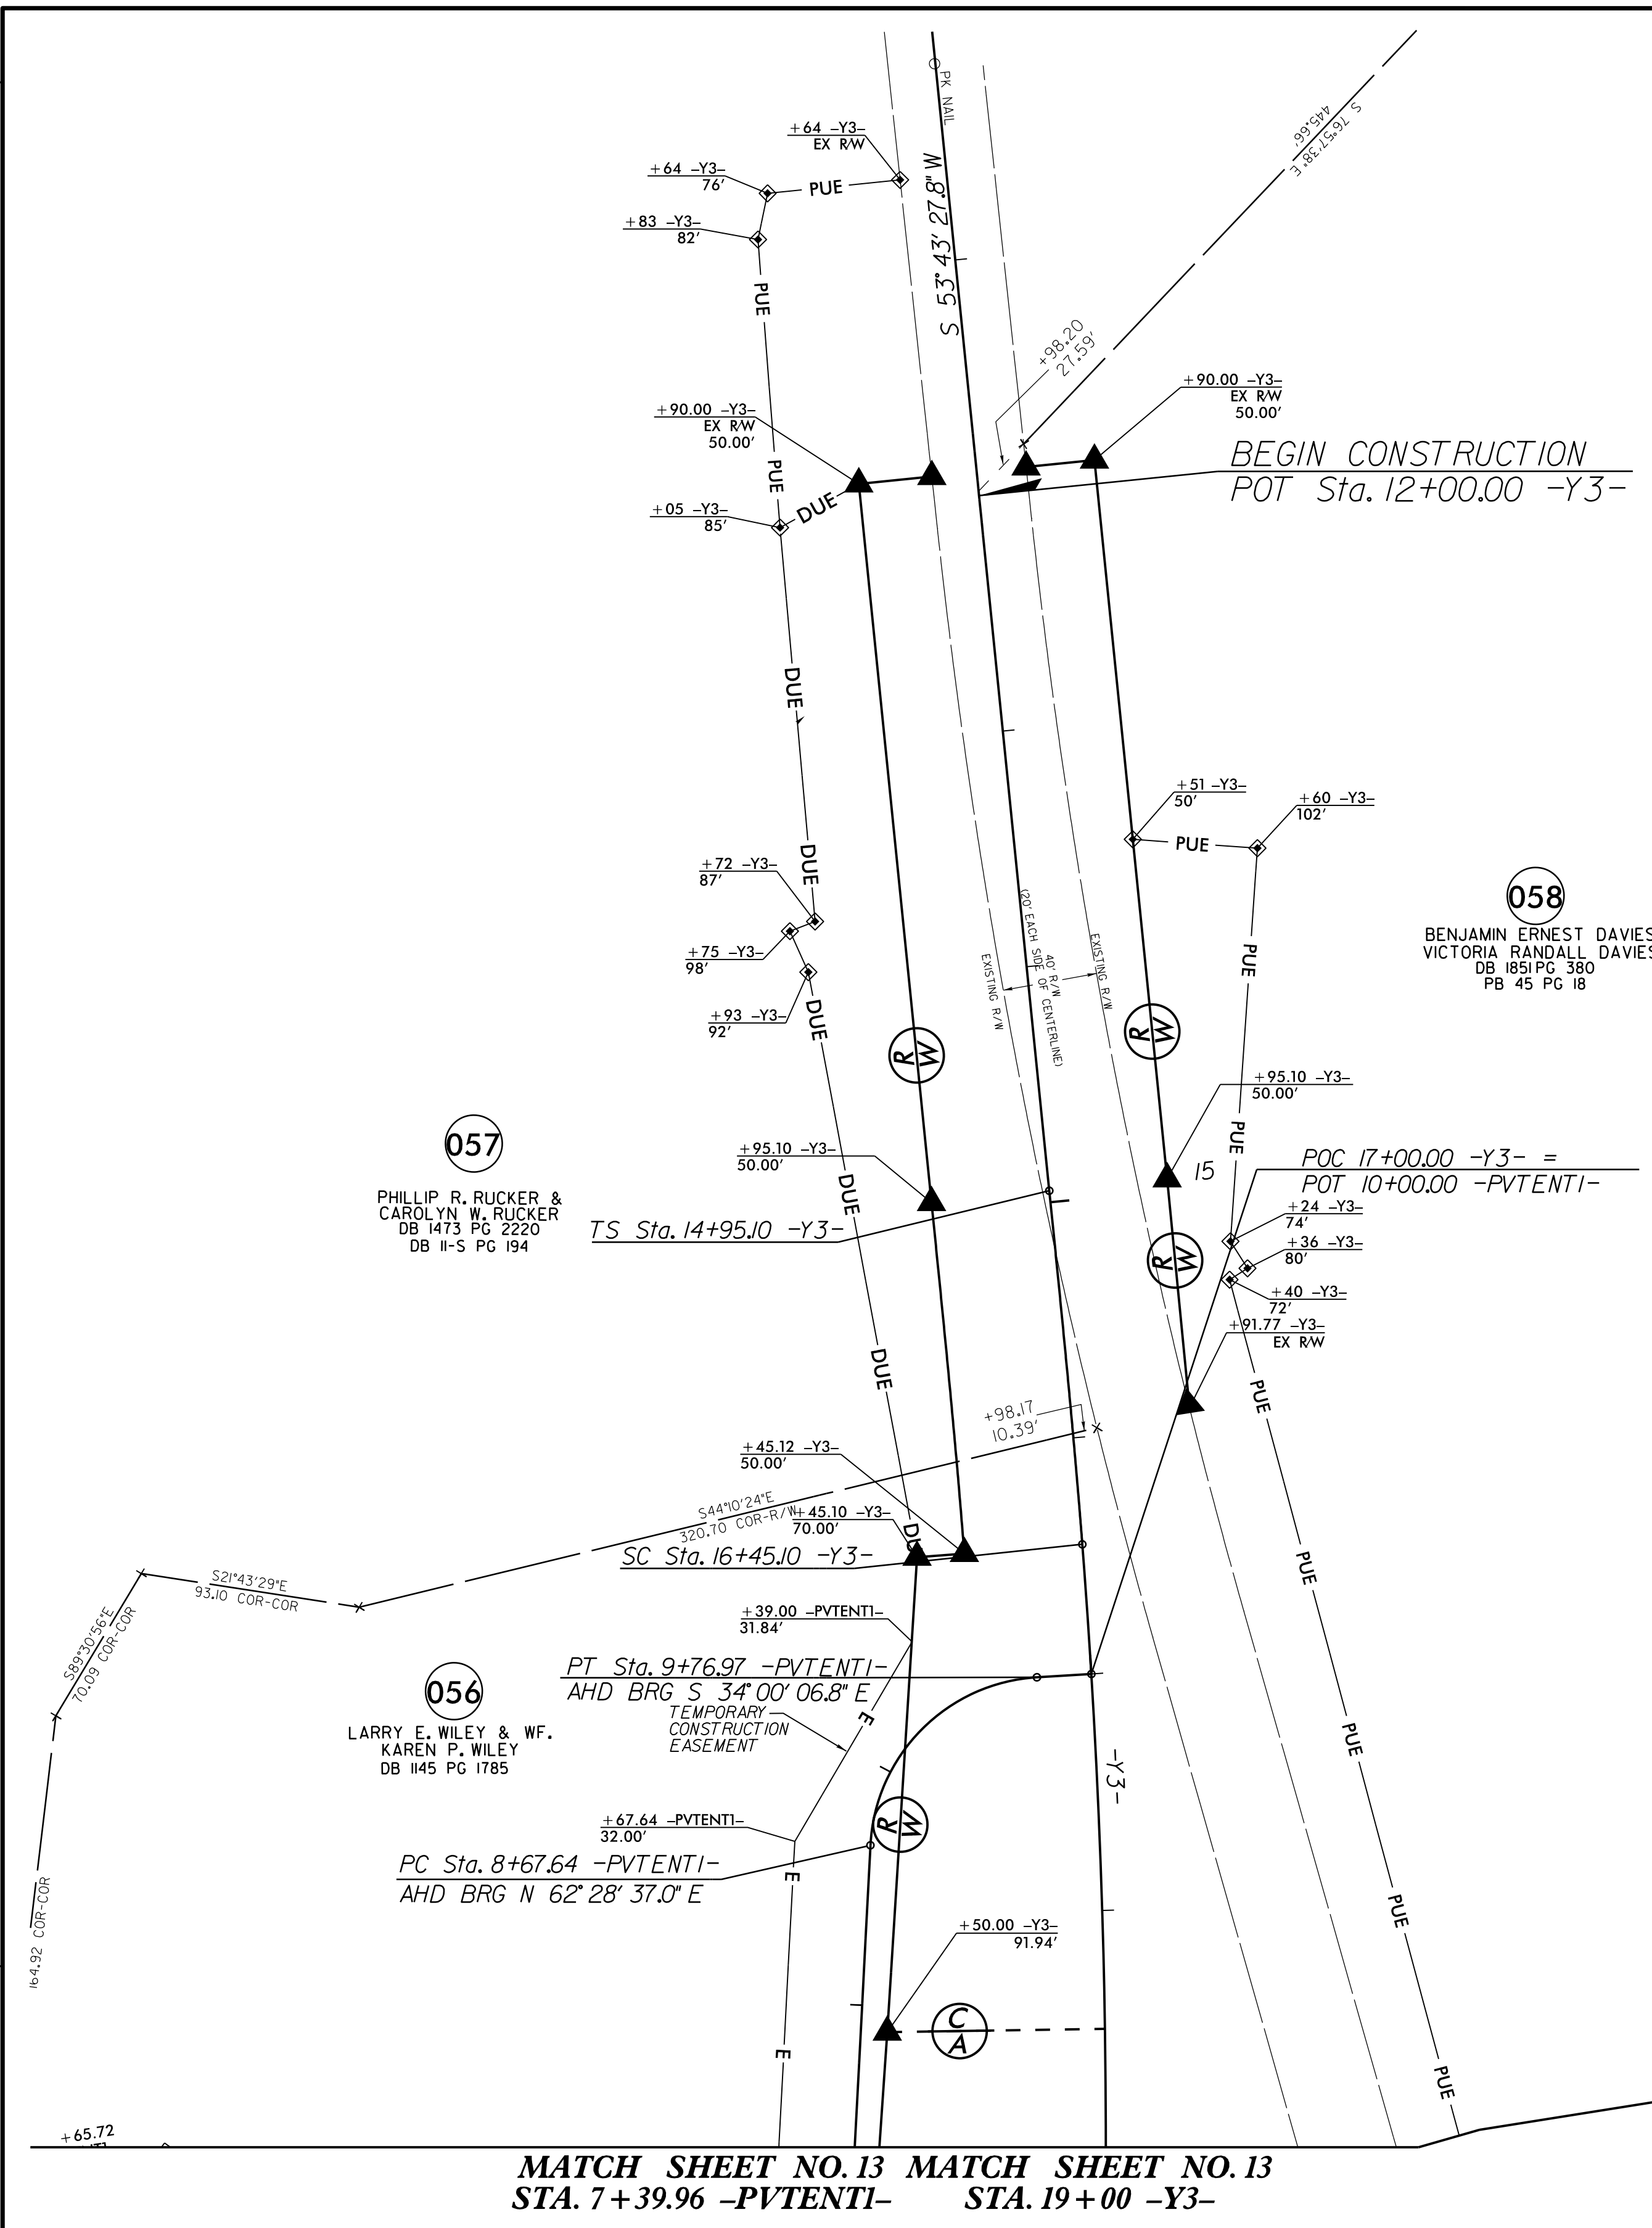 PK NAIL
+64 –Y3–
EX R/W
+64 –Y3–
76'
PUE
+83 –Y3–
82'
S 76°57'38" E
445.66'
S 53° 43' 27.8" W
PUE
+98.20
27.59'
+90.00 –Y3–
EX R/W
50.00'
+90.00 –Y3–
EX R/W
50.00'
BEGIN CONSTRUCTION
POT Sta. 12+00.00 -Y3-
PUE
DUE
+05 –Y3–
85'
DUE
+51 –Y3–
50'
+60 –Y3–
102'
PUE
DUE
+72 –Y3–
87'
+75 –Y3–
98'
+93 –Y3–
92'
DUE
058
BENJAMIN ERNEST DAVIES
VICTORIA RANDALL DAVIES
DB 1851 PG 380
PB 45 PG 18
EXISTING R/W
40' R/W
(20' EACH SIDE OF CENTERLINE)
EXISTING R/W
PUE
R/W
R/W
+95.10 –Y3–
50.00'
057
PHILLIP R. RUCKER &
CAROLYN W. RUCKER
DB 1473 PG 2220
DB 11-S PG 194
+95.10 –Y3–
50.00'
DUE
TS Sta. 14+95.10 -Y3-
15
PUE
POC 17+00.00 -Y3- =
POT 10+00.00 -PVTENT1-
+24 –Y3–
74'
+36 –Y3–
80'
+40 –Y3–
72'
+91.77 –Y3–
EX R/W
R/W
DUE
PUE
+98.17
10.39'
+45.12 –Y3–
50.00'
S44°10'24"E
320.70 COR-R/W
+45.10 –Y3–
70.00'
SC Sta. 16+45.10 -Y3-
S21°43'29"E
93.10 COR-COR
S89°30'56"E
70.09 COR-COR
PUE
+39.00 –PVTENT1–
31.84'
PT Sta. 9+76.97 -PVTENT1-
AHD BRG S 34° 00' 06.8" E
056
LARRY E. WILEY & WF.
KAREN P. WILEY
DB 1145 PG 1785
TEMPORARY
CONSTRUCTION
EASEMENT
E
-Y3-
PUE
+67.64 –PVTENT1–
32.00'
R/W
PC Sta. 8+67.64 -PVTENT1-
AHD BRG N 62° 28' 37.0" E
E
PUE
164.92 COR-COR
+50.00 –Y3–
91.94'
C/A
E
PUE
+65.72
MATCH SHEET NO. 13 MATCH SHEET NO. 13
STA. 7+39.96 –PVTENT1– STA. 19+00 –Y3–